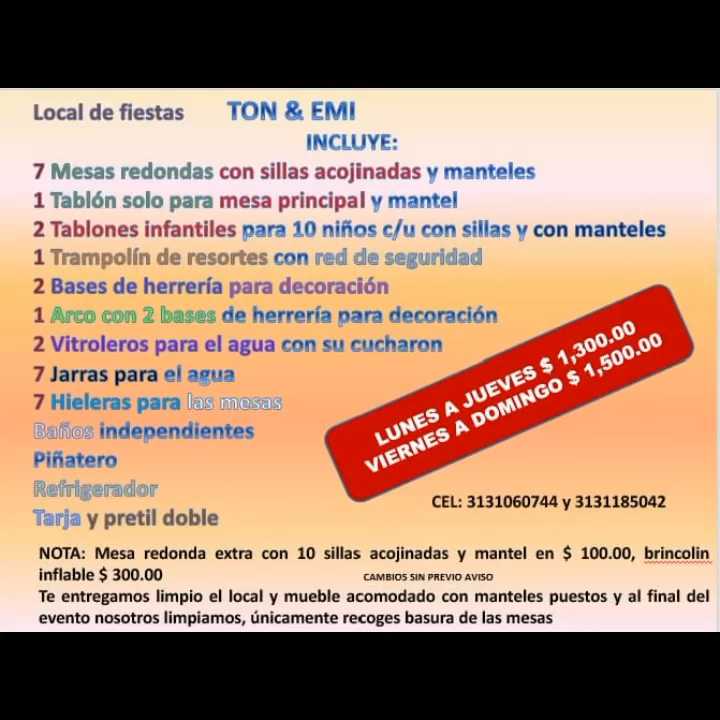 Local de fiestas TON & EMI
INCLUYE:
7 Mesas redondas con sillas acojinadas y manteles
1 Tablón solo para mesa principal y mantel
2 Tablones infantiles para 10 niños c/u con sillas y con manteles
1 Trampolín de resortes con red de seguridad
2 Bases de herrería para decoración
1 Arco con 2 bases de herrería para decoración
2 Vitroleros para el agua con su cucharon
7 Jarras para el agua
7 Hieleras para las mesas
Baños independientes
Piñatero
Refrigerador
Tarja y pretil doble
LUNES A JUEVES $ 1,300.00
VIERNES A DOMINGO $ 1,500.00
CEL: 3131060744 y 3131185042
NOTA: Mesa redonda extra con 10 sillas acojinadas y mantel en $ 100.00, brincolin
inflable $ 300.00 CAMBIOS SIN PREVIO AVISO
Te entregamos limpio el local y mueble acomodado con manteles puestos y al final del
evento nosotros limpiamos, únicamente recoges basura de las mesas